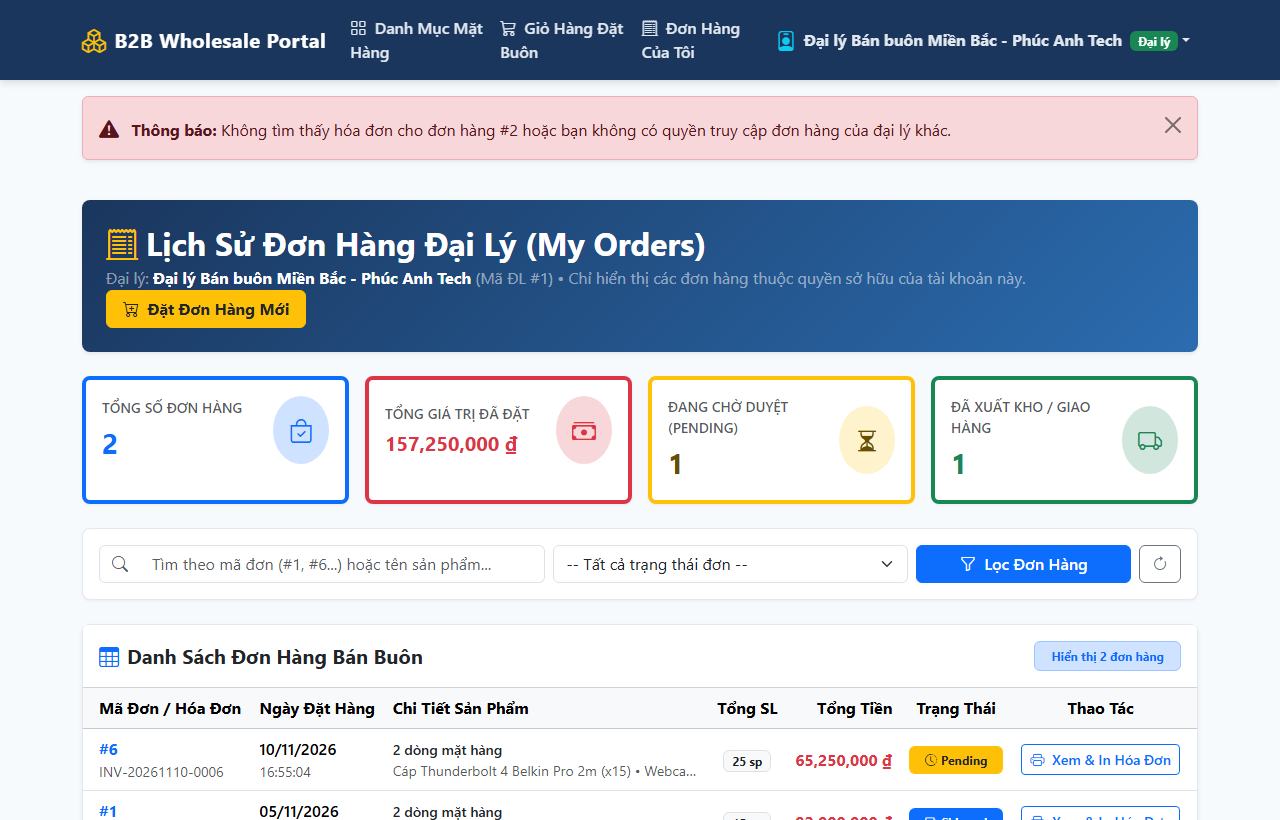 B2B Wholesale Portal
Danh Mục Mặt Hàng
Giỏ Hàng Đặt Buôn
Đơn Hàng Của Tôi
Đại lý Bán buôn Miền Bắc - Phúc Anh Tech Đại lý
Thông báo: Không tìm thấy hóa đơn cho đơn hàng #2 hoặc bạn không có quyền truy cập đơn hàng của đại lý khác.
Lịch Sử Đơn Hàng Đại Lý (My Orders)
Đại lý: Đại lý Bán buôn Miền Bắc - Phúc Anh Tech (Mã ĐL #1) • Chỉ hiển thị các đơn hàng thuộc quyền sở hữu của tài khoản này.
Đặt Đơn Hàng Mới
TỔNG SỐ ĐƠN HÀNG
2
TỔNG GIÁ TRỊ ĐÃ ĐẶT
157,250,000 ₫
ĐANG CHỜ DUYỆT
(PENDING)
1
ĐÃ XUẤT KHO / GIAO
HÀNG
1
Tìm theo mã đơn (#1, #6...) hoặc tên sản phẩm...
-- Tất cả trạng thái đơn --
Lọc Đơn Hàng
Danh Sách Đơn Hàng Bán Buôn
Hiển thị 2 đơn hàng
Mã Đơn / Hóa Đơn Ngày Đặt Hàng Chi Tiết Sản Phẩm Tổng SL Tổng Tiền Trạng Thái Thao Tác
#6 10/11/2026 2 dòng mặt hàng
INV-20261110-0006 16:55:04 Cáp Thunderbolt 4 Belkin Pro 2m (x15) • Webca...
25 sp 65,250,000 ₫ Pending Xem & In Hóa Đơn
#1 05/11/2026 2 dòng mặt hàng